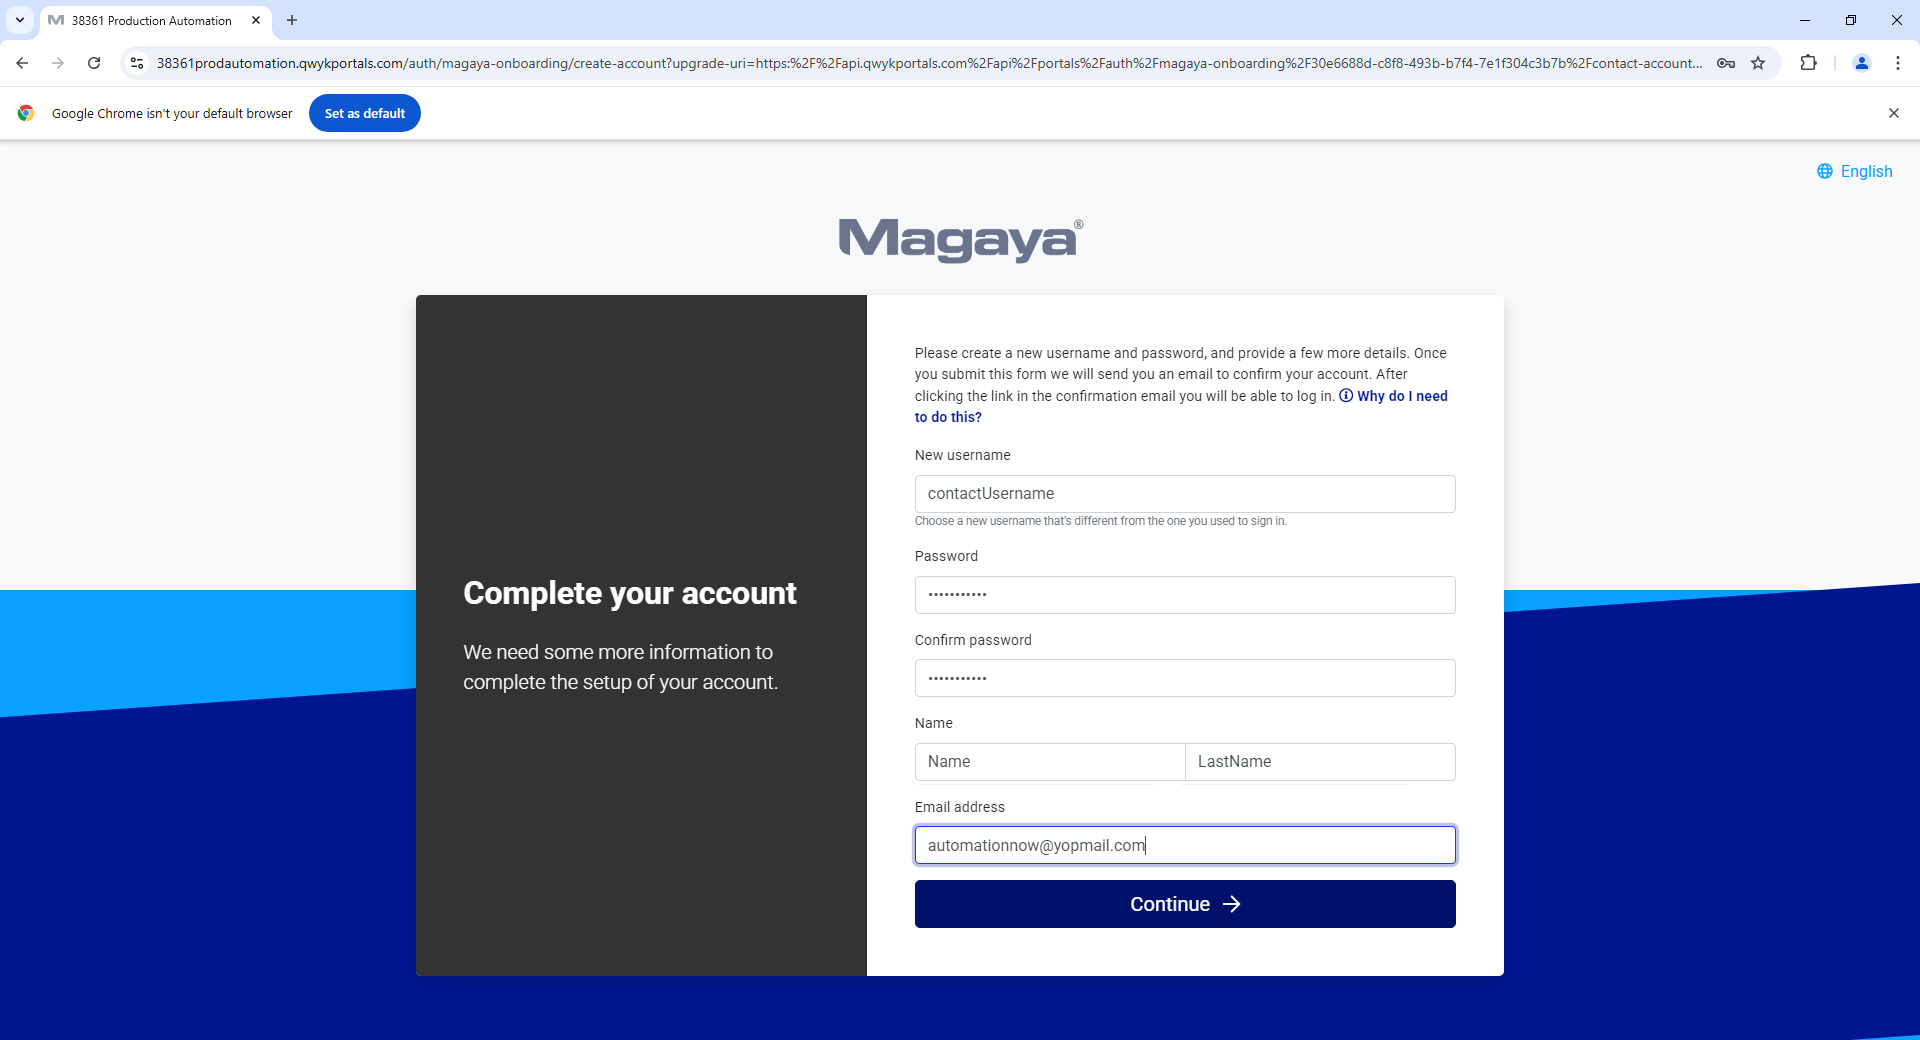 38361 Production Automation
38361prodautomation.qwykportals.com/auth/magaya-onboarding/create-account?upgrade-uri=https:%2F%2Fapi.qwykportals.com%2Fapi%2Fportals%2Fauth%2Fmagaya-onboarding%2F30e6688d-c8f8-493b-b7f4-7e1f304c3b7b%2Fcontact-account...
Google Chrome isn't your default browser
Set as default
English
Magaya®
Complete your account
We need some more information to
complete the setup of your account.
Please create a new username and password, and provide a few more details. Once
you submit this form we will send you an email to confirm your account. After
clicking the link in the confirmation email you will be able to log in. Why do I need
to do this?
New username
contactUsername
Choose a new username that's different from the one you used to sign in.
Password
•••••••••••
Confirm password
•••••••••••
Name
Name LastName
Email address
automationnow@yopmail.com
Continue